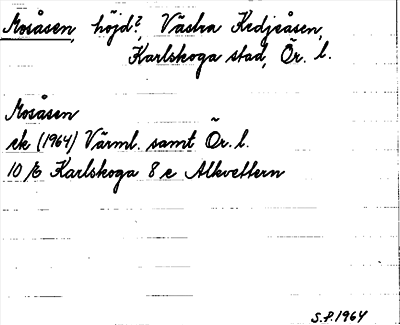 Mosåsen, höjd?, Västra Kedjeåsen,
Karlskoga stad, Ör. l.
Mosåsen
ek (1964) Värml. samt Ör. l.
10 E Karlskoga 8 e Alkvettern
S.P. 1964